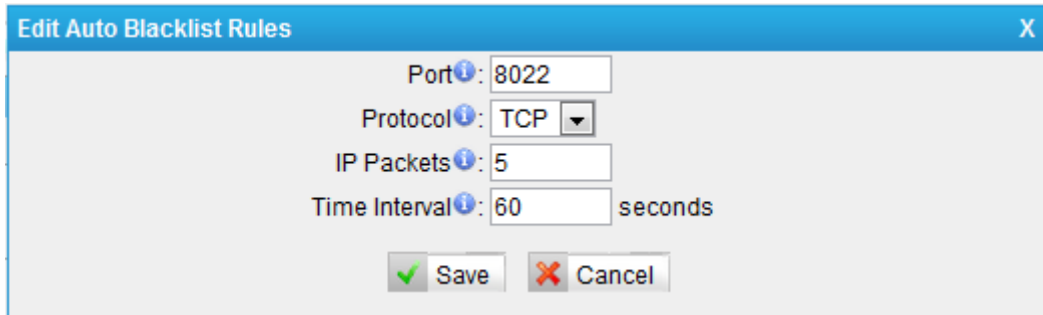 Edit Auto Blacklist Rules X
Port: 8022
Protocol: TCP
IP Packets: 5
Time Interval: 60 seconds
Save Cancel